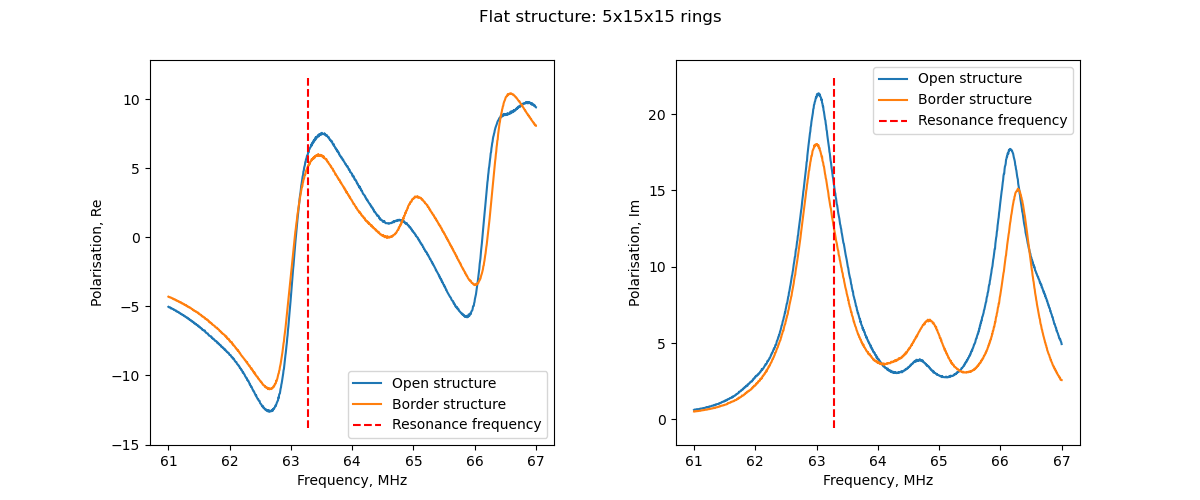 Flat structure: 5x15x15 rings
Polarisation, Re
10
5
0
−5
−10
−15
61 62 63 64 65 66 67
Frequency, MHz
Open structure
Border structure
Resonance frequency
Polarisation, Im
20
15
10
5
0
61 62 63 64 65 66 67
Frequency, MHz
Open structure
Border structure
Resonance frequency